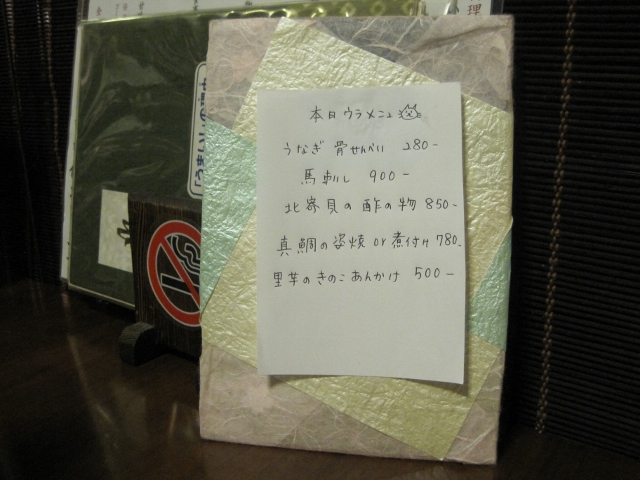 本日ウラメニュ
うなぎ 骨せんべい 280-
馬刺し 900-
北寄貝の酢の物 850-
真鯛の姿焼 or 煮付け 780-
里芋のきのこあんかけ 500-